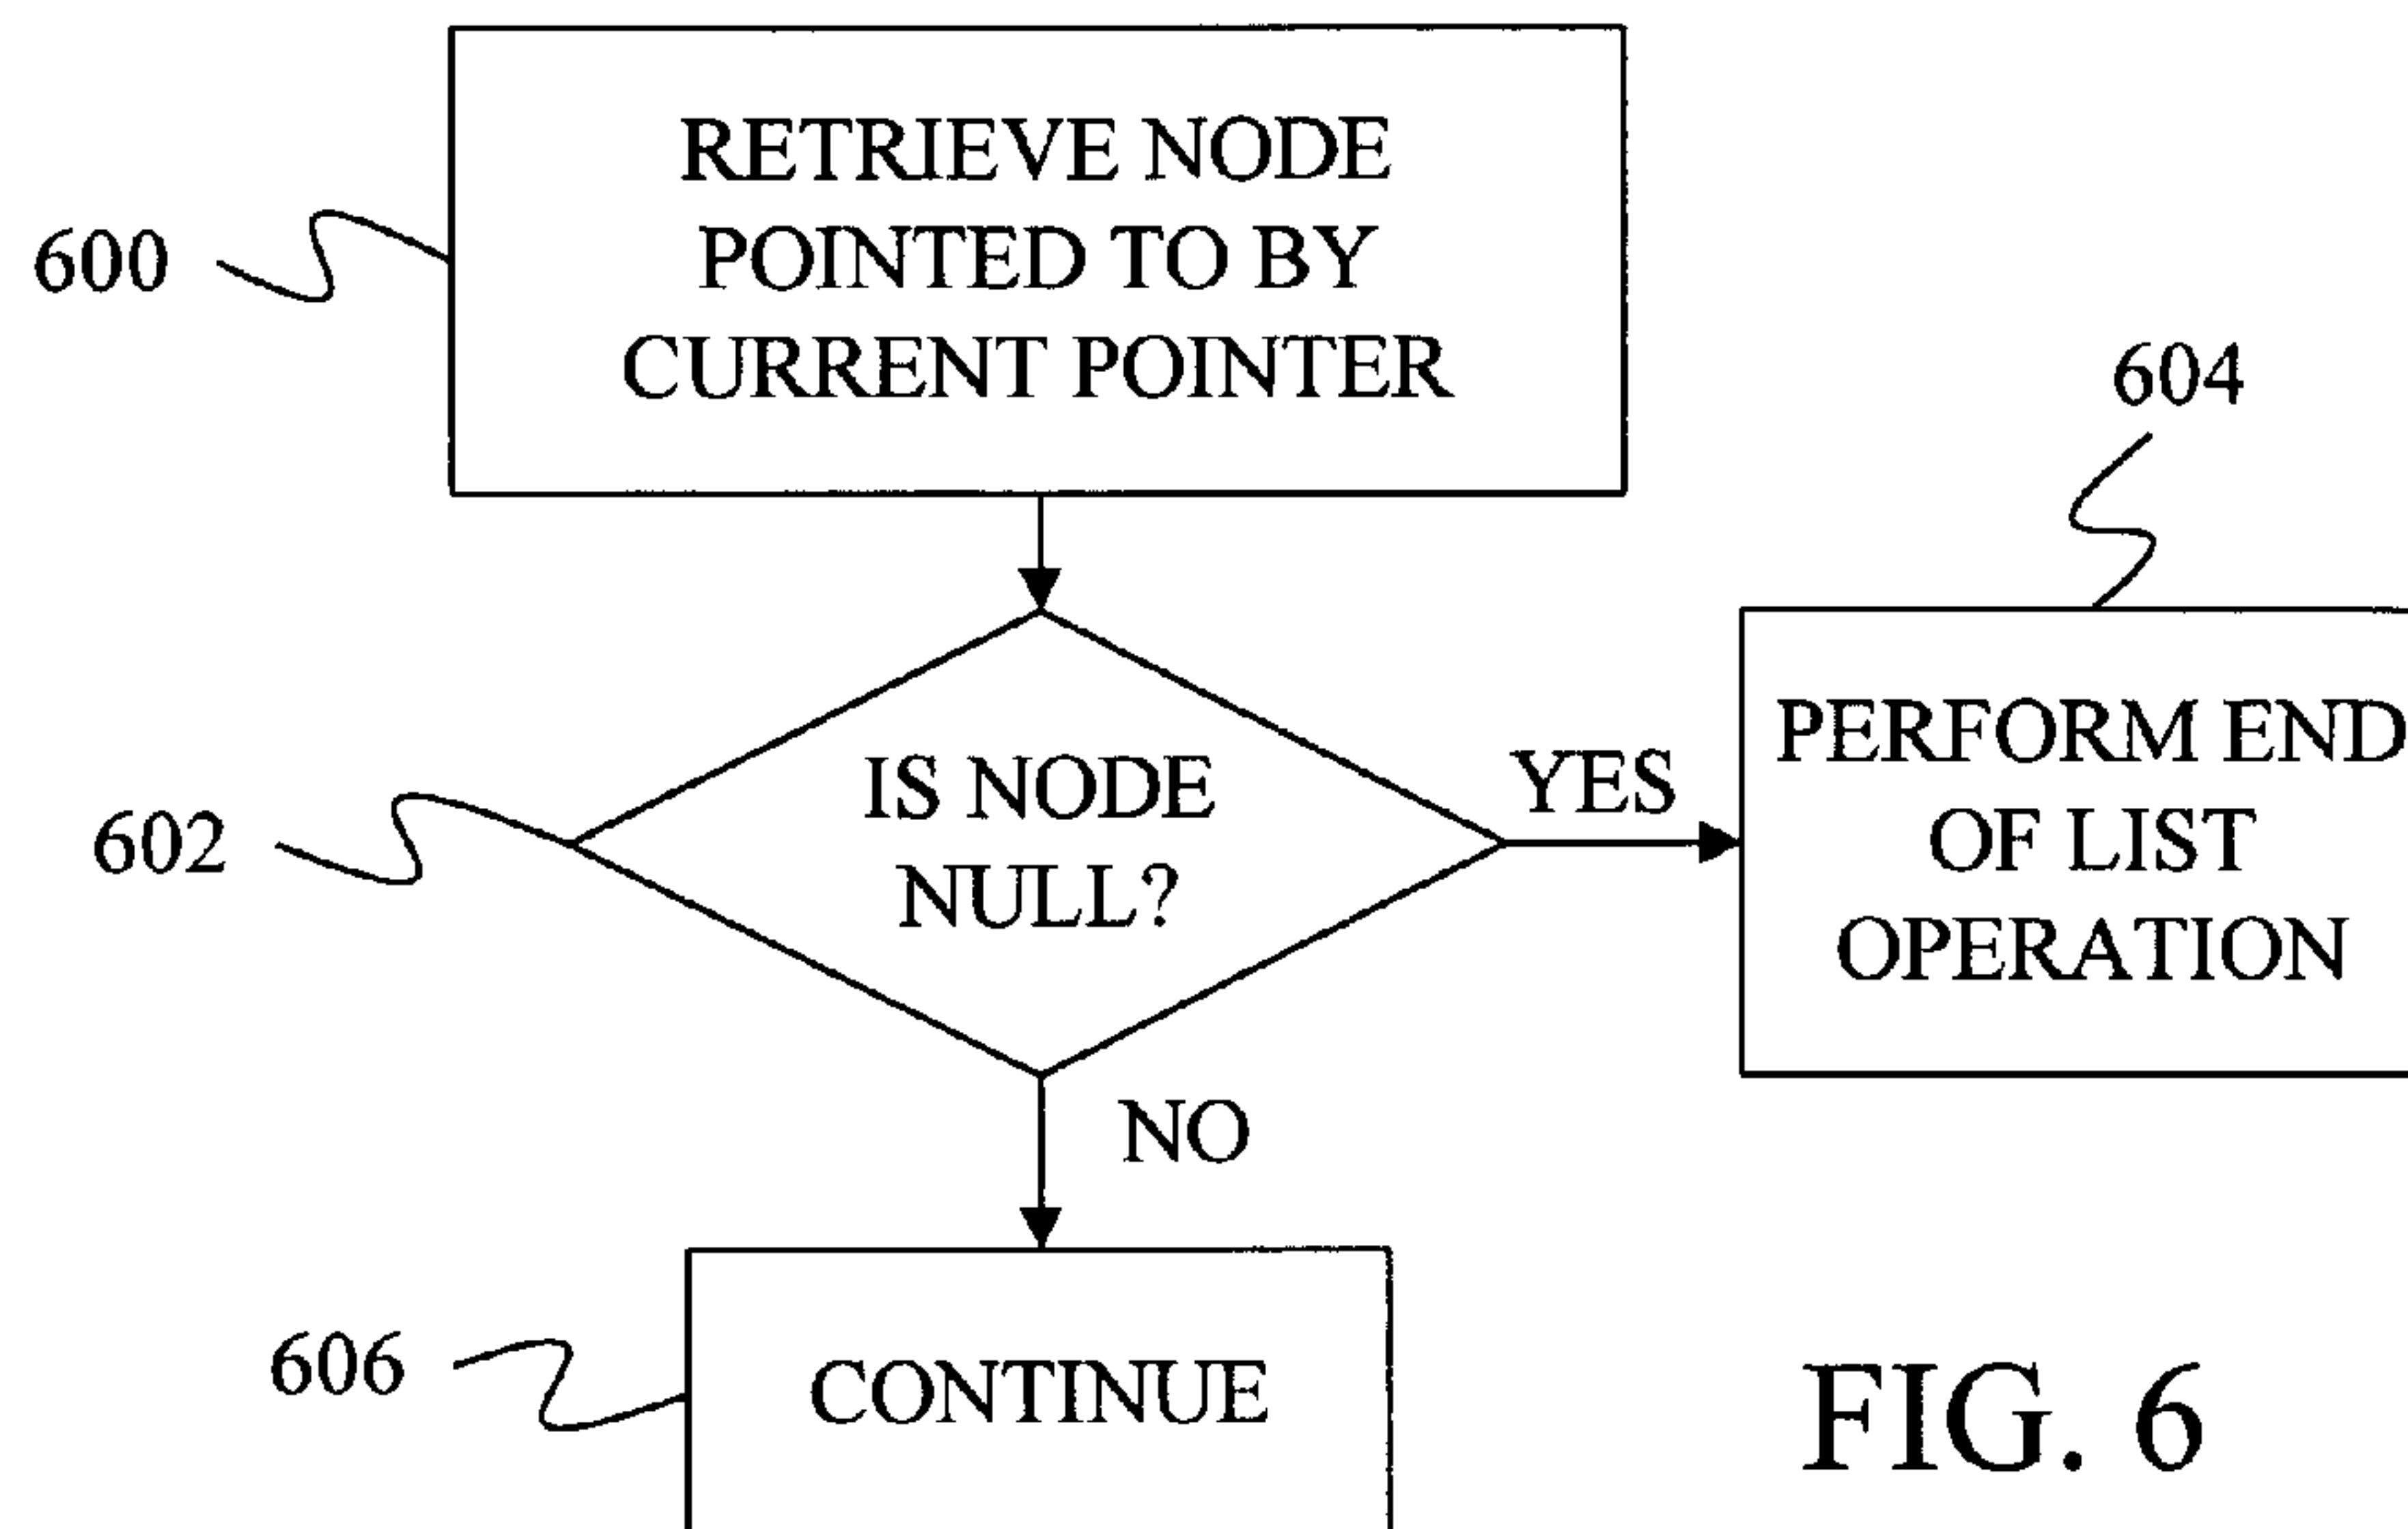 RETRIEVE NODE
POINTED TO BY
CURRENT POINTER
600
604
IS NODE
NULL?
602
YES
PERFORM END
OF LIST
OPERATION
NO
606
CONTINUE
FIG. 6